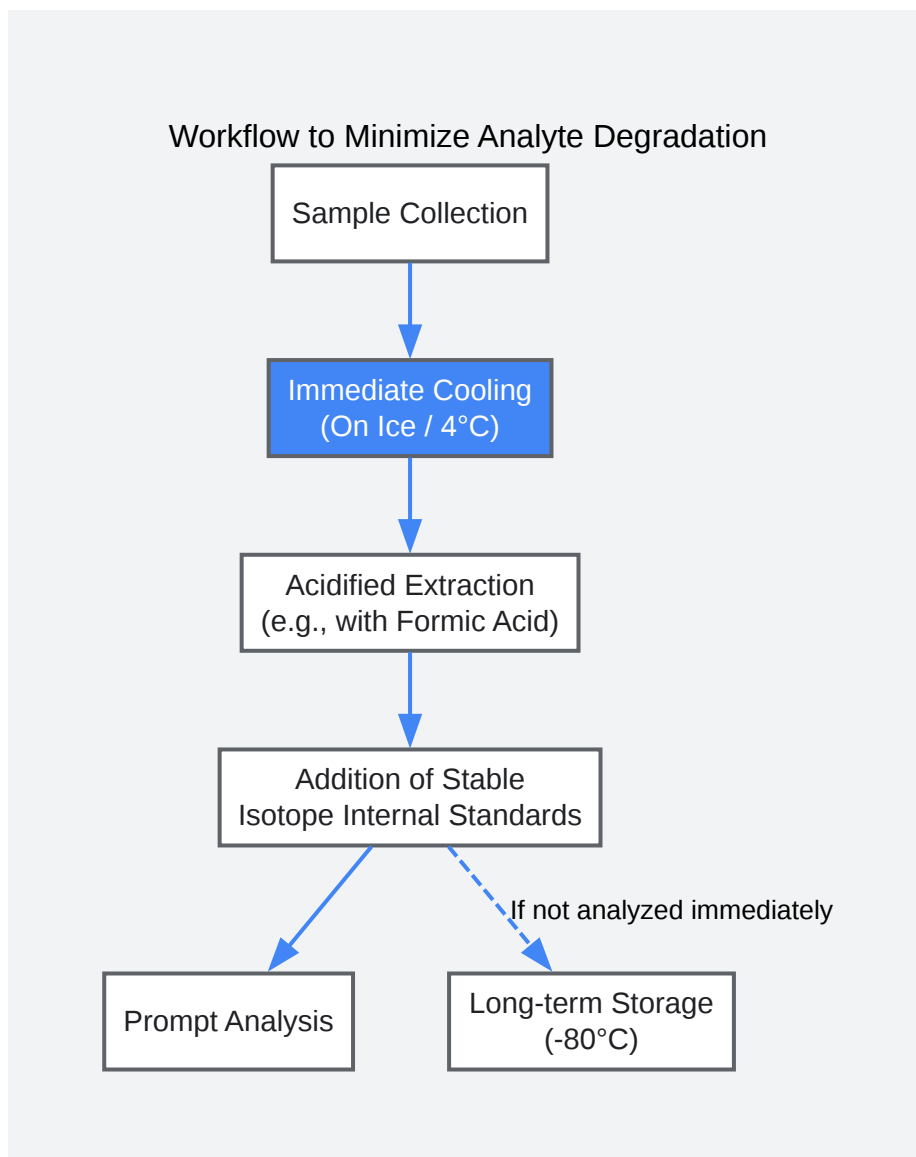 Workflow to Minimize Analyte Degradation
Sample Collection
Immediate Cooling
(On Ice / 4°C)
Acidified Extraction
(e.g., with Formic Acid)
Addition of Stable
Isotope Internal Standards
If not analyzed immediately
Prompt Analysis
Long-term Storage
(-80°C)